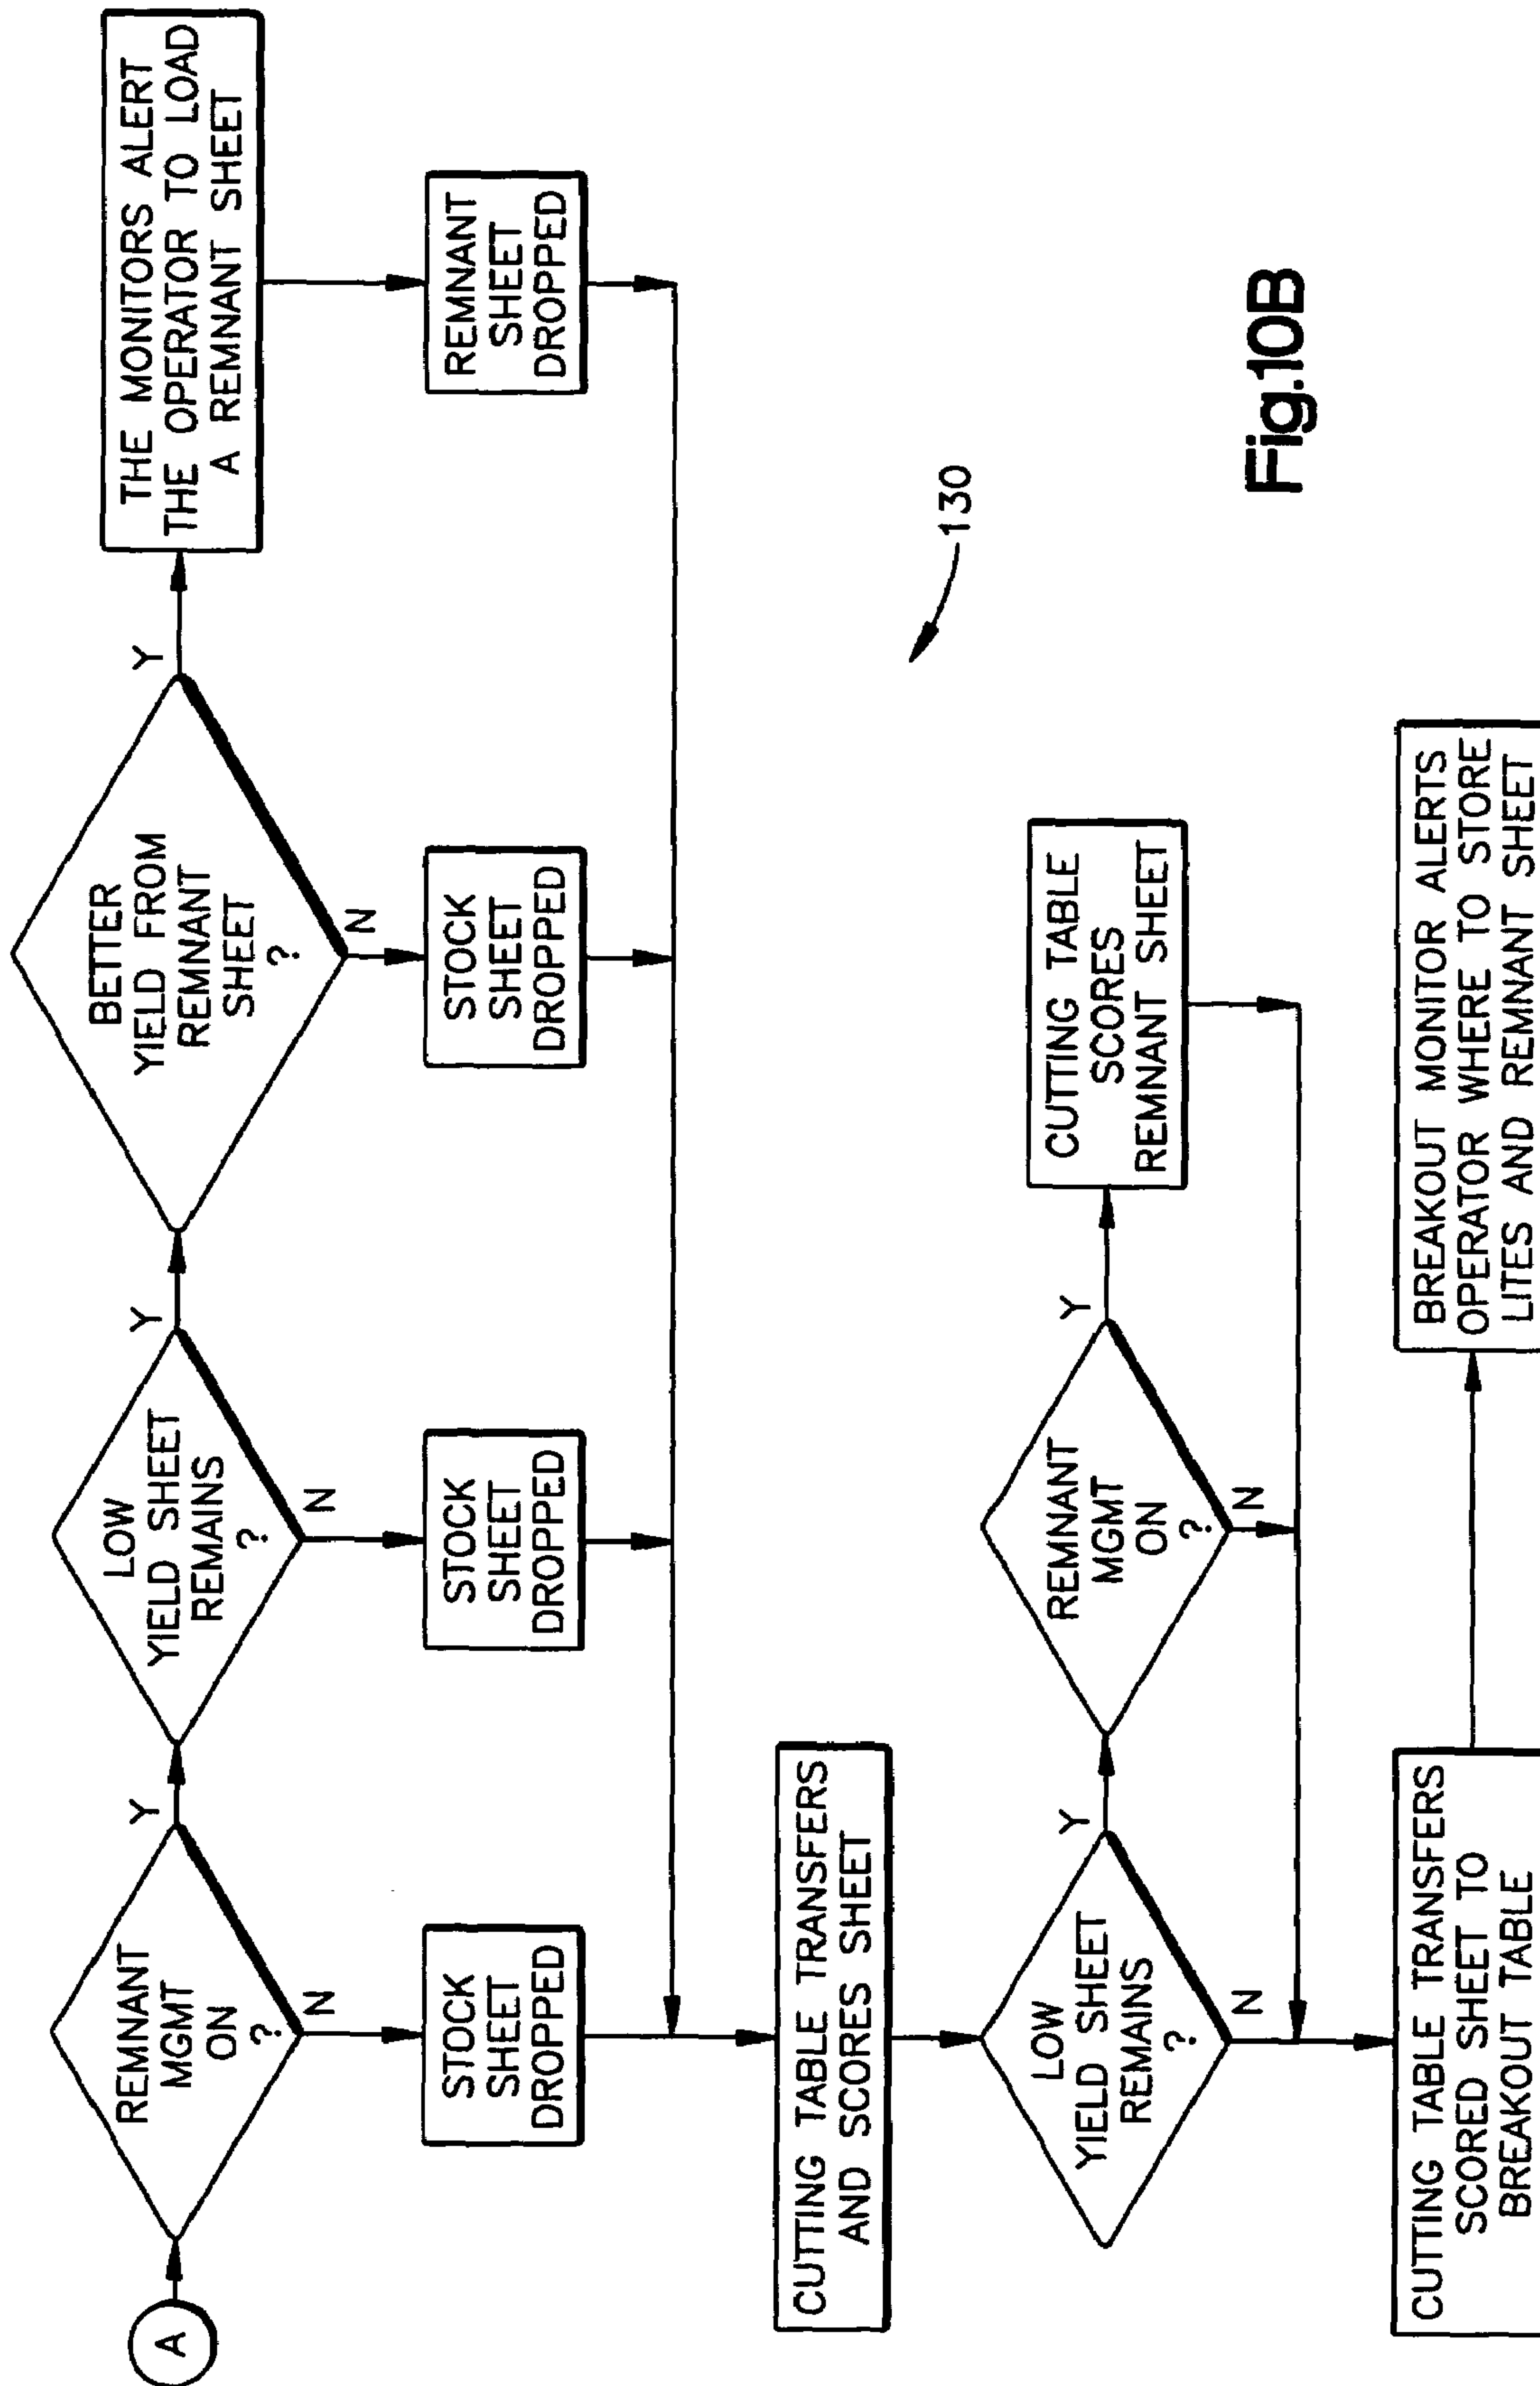 A
REMNANT
MGMT
ON
?
Y
N
LOW
YIELD SHEET
REMAINS
?
Y
N
BETTER
YIELD FROM
REMNANT
SHEET
?
Y
N
THE MONITORS ALERT
THE OPERATOR TO LOAD
A REMNANT SHEET
STOCK
SHEET
DROPPED
STOCK
SHEET
DROPPED
STOCK
SHEET
DROPPED
REMNANT
SHEET
DROPPED
CUTTING TABLE TRANSFERS
AND SCORES SHEET
130
LOW
YIELD SHEET
REMAINS
?
Y
N
REMNANT
MGMT
ON
?
Y
N
CUTTING TABLE
SCORES
REMNANT SHEET
CUTTING TABLE TRANSFERS
SCORED SHEET TO
BREAKOUT TABLE
BREAKOUT MONITOR ALERTS
OPERATOR WHERE TO STORE
LITES AND REMNANT SHEET
Fig.10B